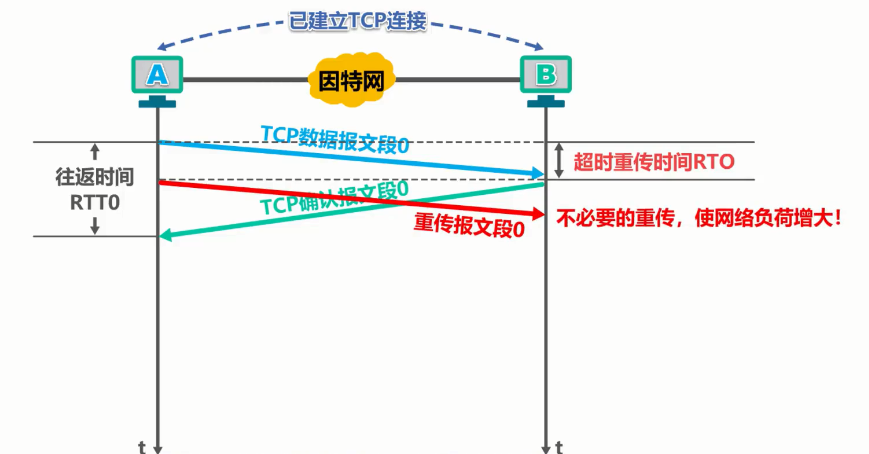 已建立TCP连接
A
因特网
B
TCP数据报文段0
超时重传时间RTO
往返时间
RTT0
TCP确认报文段0
重传报文段0
不必要的重传，使网络负荷增大！
t
t